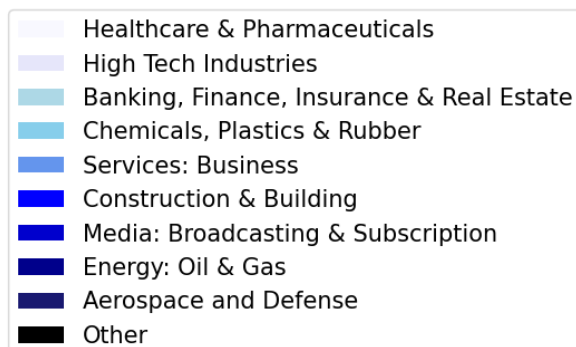 Healthcare & Pharmaceuticals
High Tech Industries
Banking, Finance, Insurance & Real Estate
Chemicals, Plastics & Rubber
Services: Business
Construction & Building
Media: Broadcasting & Subscription
Energy: Oil & Gas
Aerospace and Defense
Other